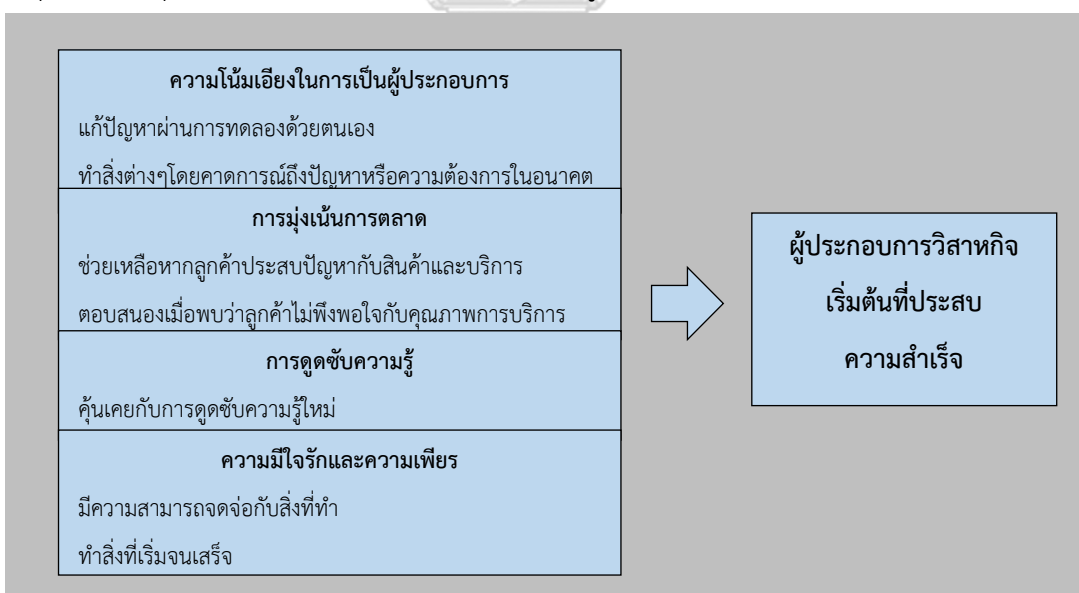 ความโน้มเอียงในการเป็นผู้ประกอบการ
แก้ปัญหาผ่านการทดลองด้วยตนเอง
ทำสิ่งต่างๆโดยคาดการณ์ถึงปัญหาหรือความต้องการในอนาคต
การมุ่งเน้นการตลาด
ช่วยเหลือหากลูกค้าประสบปัญหากับสินค้าและบริการ
ตอบสนองเมื่อพบว่าลูกค้าไม่พึงพอใจกับคุณภาพการบริการ
การดูดซับความรู้
คุ้นเคยกับการดูดซับความรู้ใหม่
ความมีใจรักและความเพียร
มีความสามารถจดจ่อกับสิ่งที่ทำ
ทำสิ่งที่เริ่มจนเสร็จ
ผู้ประกอบการวิสาหกิจ
เริ่มต้นที่ประสบ
ความสำเร็จ